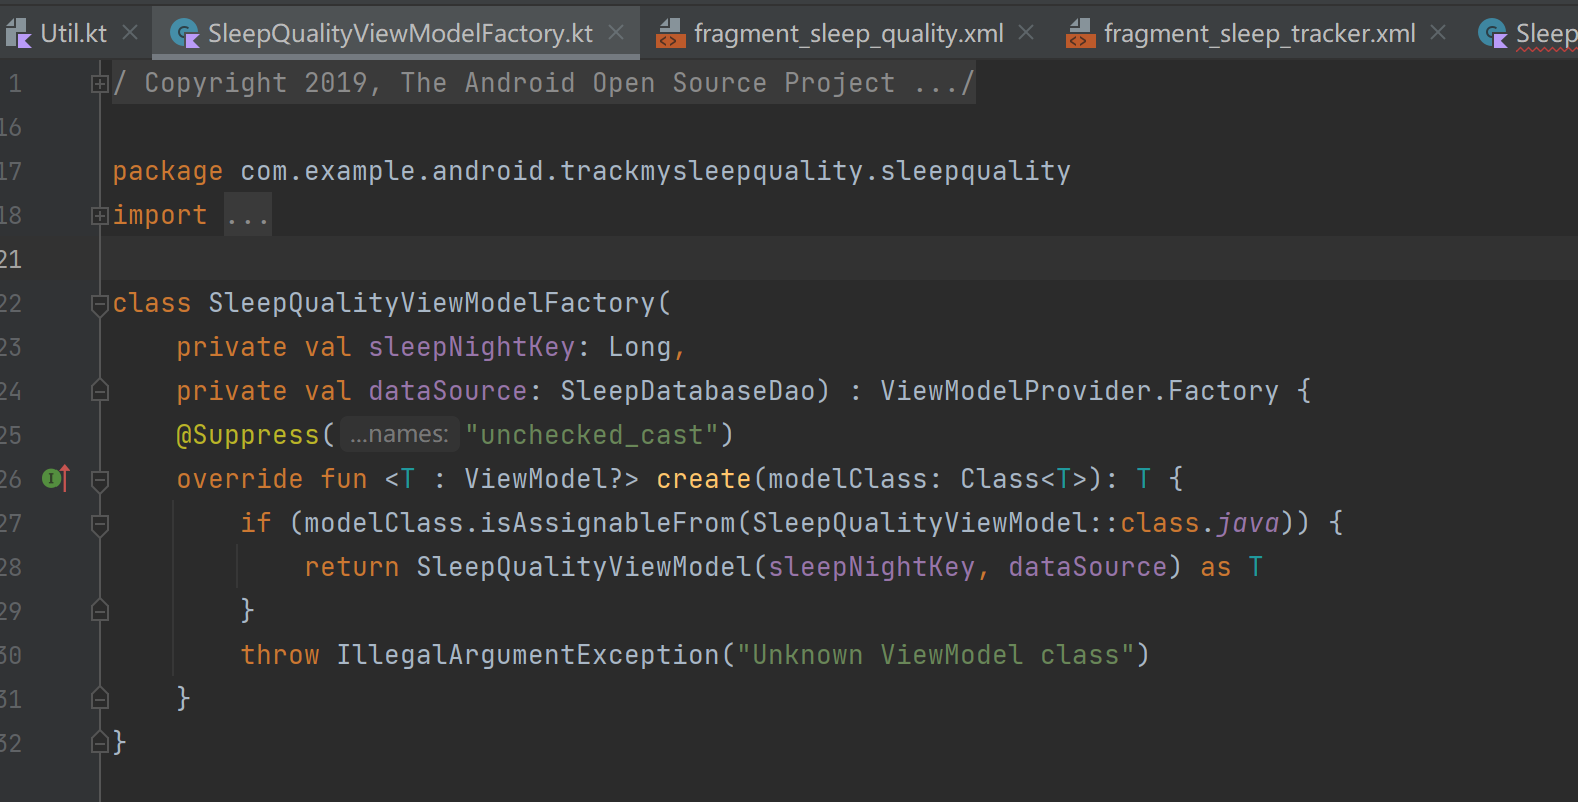 Util.kt SleepQualityViewModelFactory.kt fragment_sleep_quality.xml fragment_sleep_tracker.xml Sleep
1 / Copyright 2019, The Android Open Source Project .../
16
17 package com.example.android.trackmysleepquality.sleepquality
18 import ...
21
22 class SleepQualityViewModelFactory(
23 private val sleepNightKey: Long,
24 private val dataSource: SleepDatabaseDao) : ViewModelProvider.Factory {
25 @Suppress( ...names: "unchecked_cast")
26 override fun <T : ViewModel?> create(modelClass: Class<T>): T {
27 if (modelClass.isAssignableFrom(SleepQualityViewModel::class.java)) {
28 return SleepQualityViewModel(sleepNightKey, dataSource) as T
29 }
30 throw IllegalArgumentException("Unknown ViewModel class")
31 }
32 }